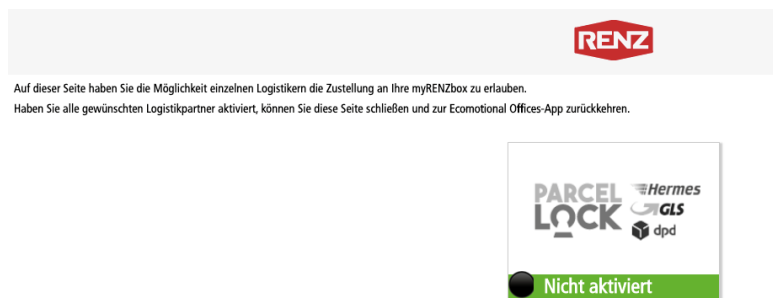 RENZ
Auf dieser Seite haben Sie die Möglichkeit einzelnen Logistikern die Zustellung an Ihre myRENZbox zu erlauben.
Haben Sie alle gewünschten Logistikpartner aktiviert, können Sie diese Seite schließen und zur Ecomotional Offices-App zurückkehren.
PARCEL
LOCK
Hermes
GLS
dpd
Nicht aktiviert